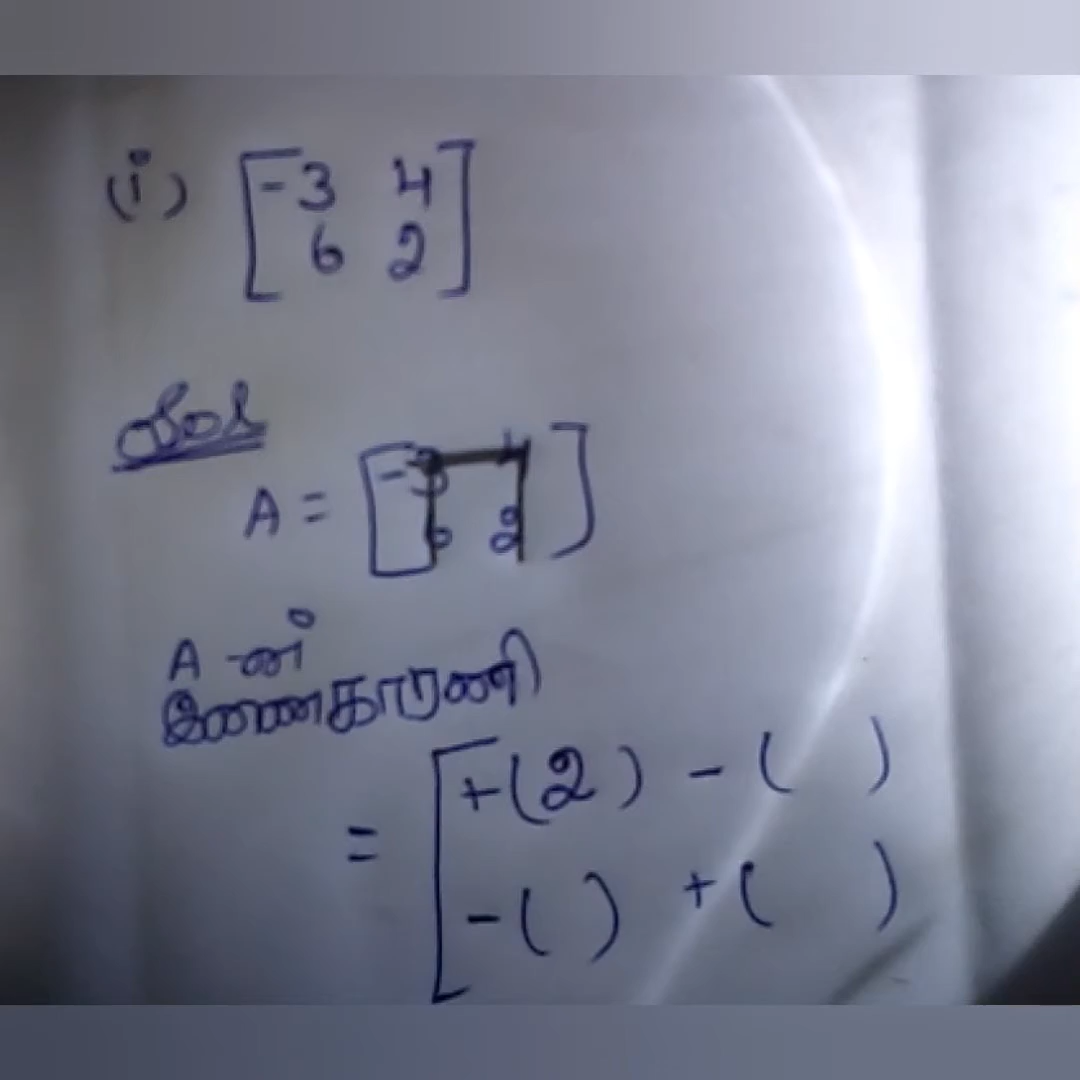 (i) [-3 4
6 2]
Sol
A = [-3 4
6 2]
A -ன்
இணைகாரணி
= [+(2) -( )
-( ) +( )